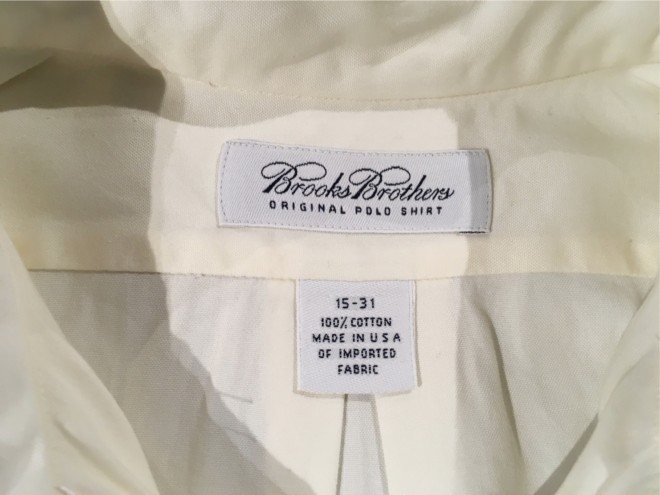 Brooks Brothers
ORIGINAL POLO SHIRT
15-31
100% COTTON
MADE IN U S A
OF IMPORTED
FABRIC